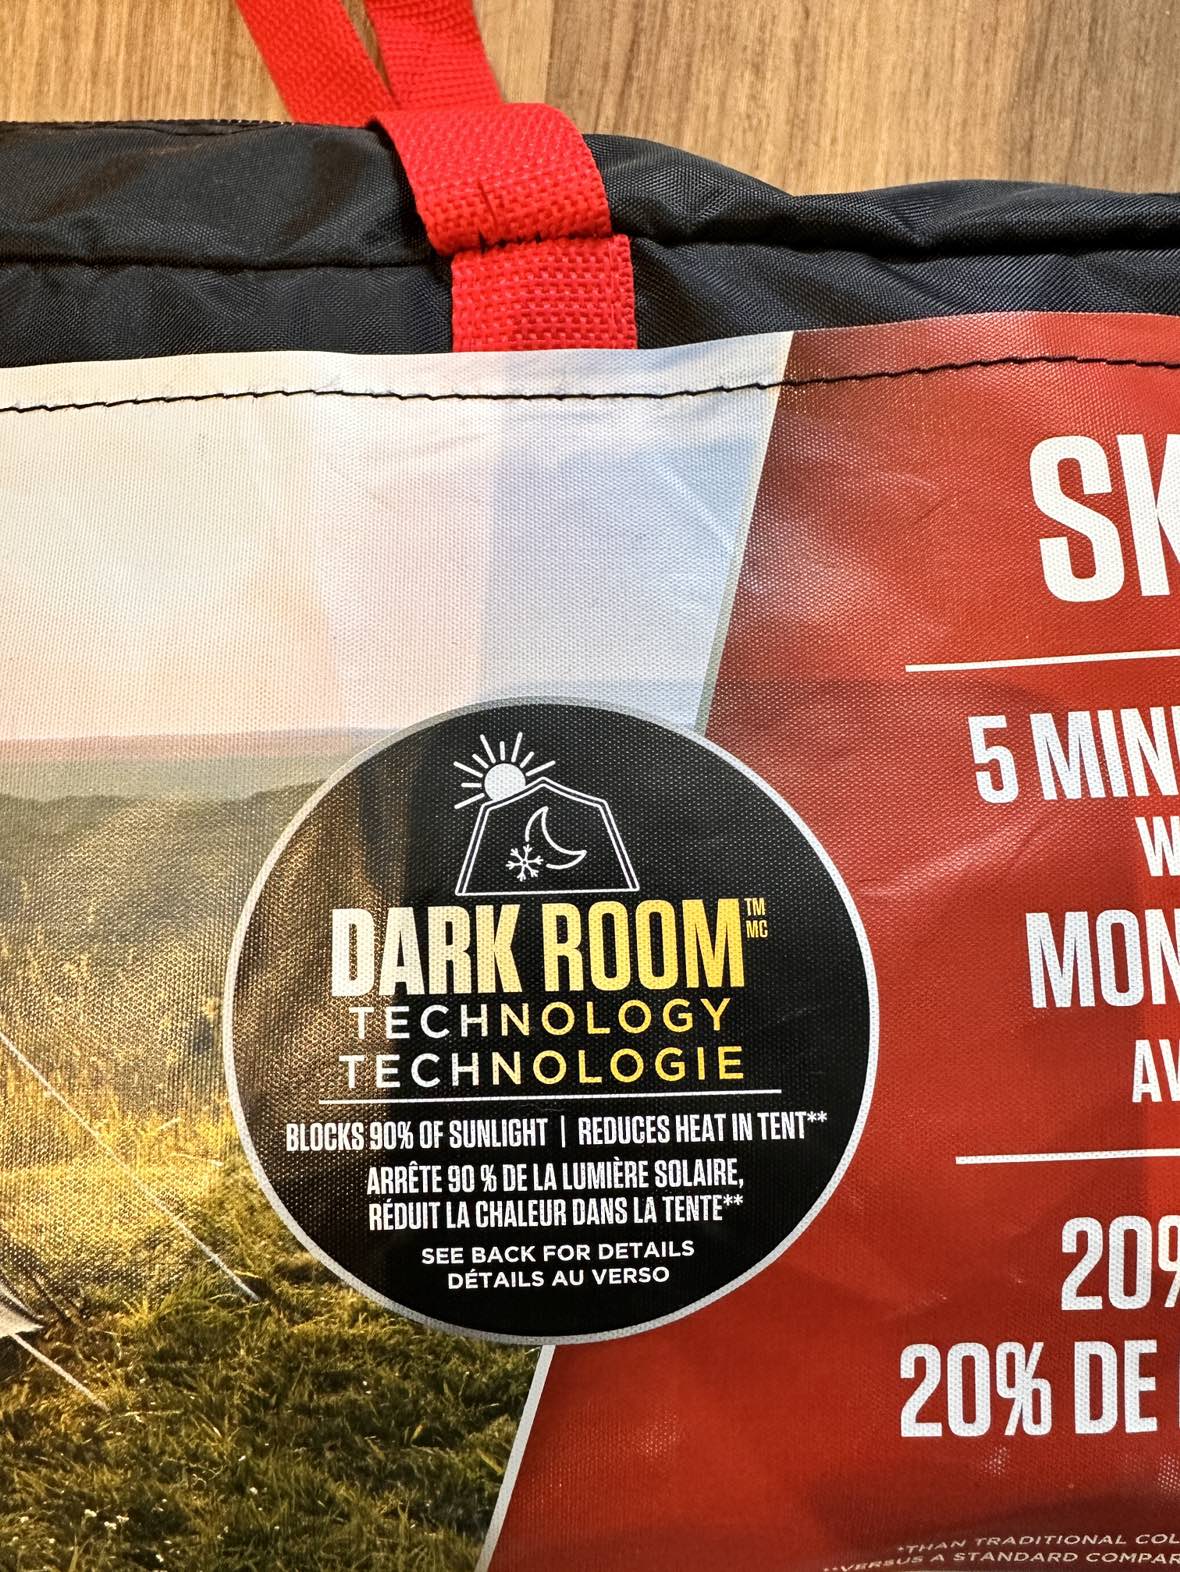 SK
5 MIN
W
MON
AV
20%
20% DE
DARK ROOM™ MC
TECHNOLOGY
TECHNOLOGIE
BLOCKS 90% OF SUNLIGHT | REDUCES HEAT IN TENT**
ARRÊTE 90 % DE LA LUMIÈRE SOLAIRE,
RÉDUIT LA CHALEUR DANS LA TENTE**
SEE BACK FOR DETAILS
DÉTAILS AU VERSO
*THAN TRADITIONAL COL
**VERSUS A STANDARD COMPAR